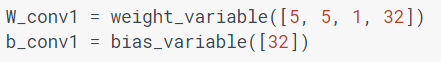 W_conv1 = weight_variable([5, 5, 1, 32])
b_conv1 = bias_variable([32])